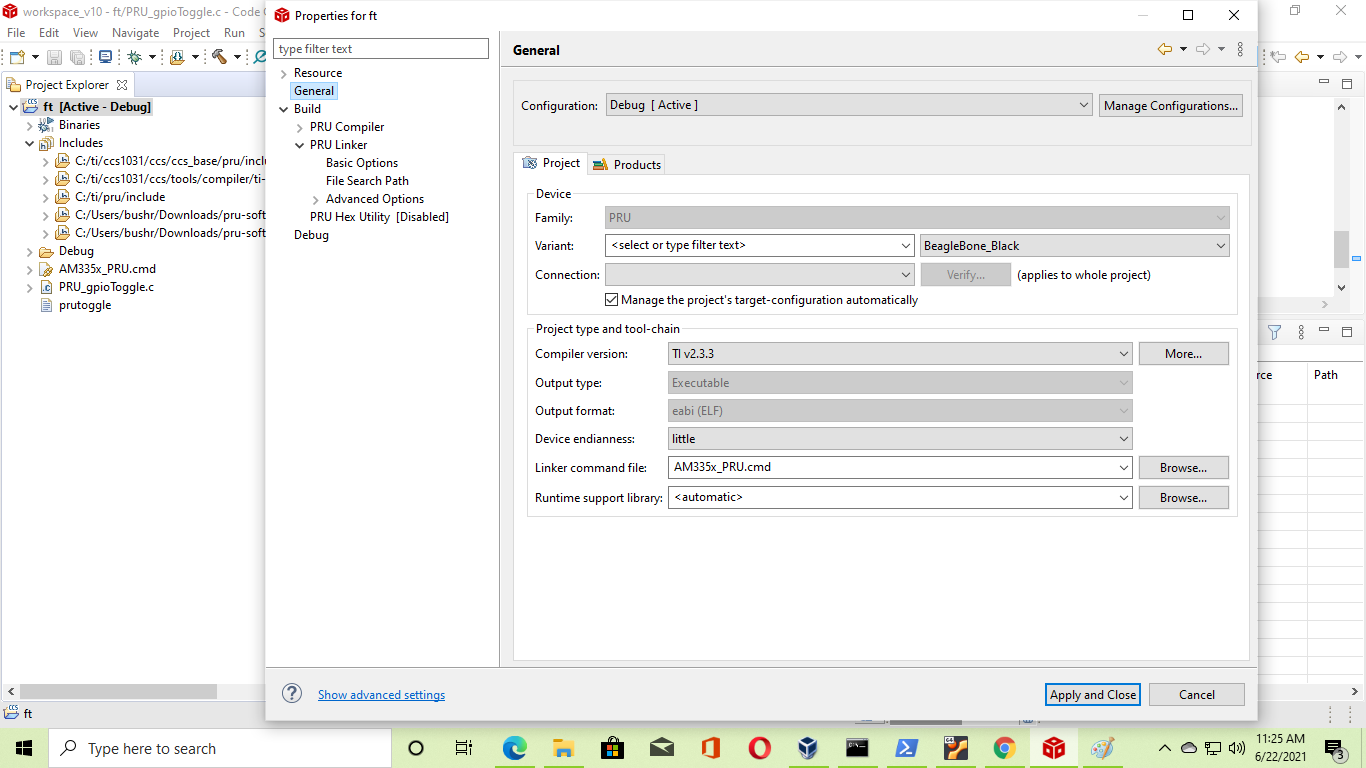 workspace_v10 - ft/PRU_gpioToggle.c - Code C
Properties for ft
File Edit View Navigate Project Run S
type filter text
General
Project Explorer
Resource
General
Build
PRU Compiler
PRU Linker
Basic Options
File Search Path
Advanced Options
PRU Hex Utility [Disabled]
Debug
ft [Active - Debug]
Binaries
Includes
C:/ti/ccs1031/ccs/ccs_base/pru/incl
C:/ti/ccs1031/ccs/tools/compiler/ti-
C:/ti/pru/include
C:/Users/bushr/Downloads/pru-soft
C:/Users/bushr/Downloads/pru-soft
Debug
AM335x_PRU.cmd
PRU_gpioToggle.c
prutoggle
Configuration: Debug [ Active ] Manage Configurations...
Project Products
Device
Family: PRU
Variant: <select or type filter text> BeagleBone_Black
Connection: Verify... (applies to whole project)
Manage the project's target-configuration automatically
Project type and tool-chain
Compiler version: TI v2.3.3 More...
Output type: Executable
Output format: eabi (ELF)
Device endianness: little
Linker command file: AM335x_PRU.cmd Browse...
Runtime support library: <automatic> Browse...
rce Path
Show advanced settings
Apply and Close Cancel
ft
Type here to search
11:25 AM
6/22/2021
3